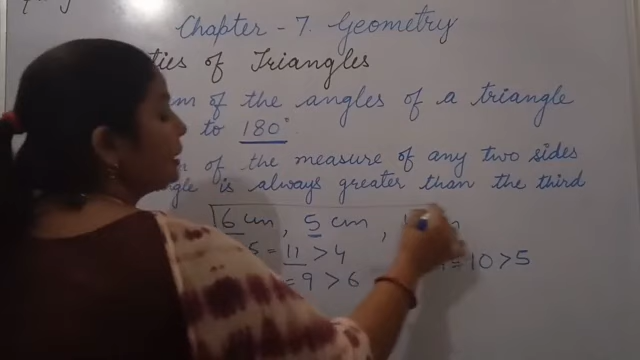 Chapter - 7. Geometry
ties of Triangles
m of the angles of a triangle
to 180°
of the measure of any two sides
is always greater than the third
6 cm, 5 cm,
5 = 11 > 4
= 10 > 5
= 9 > 6